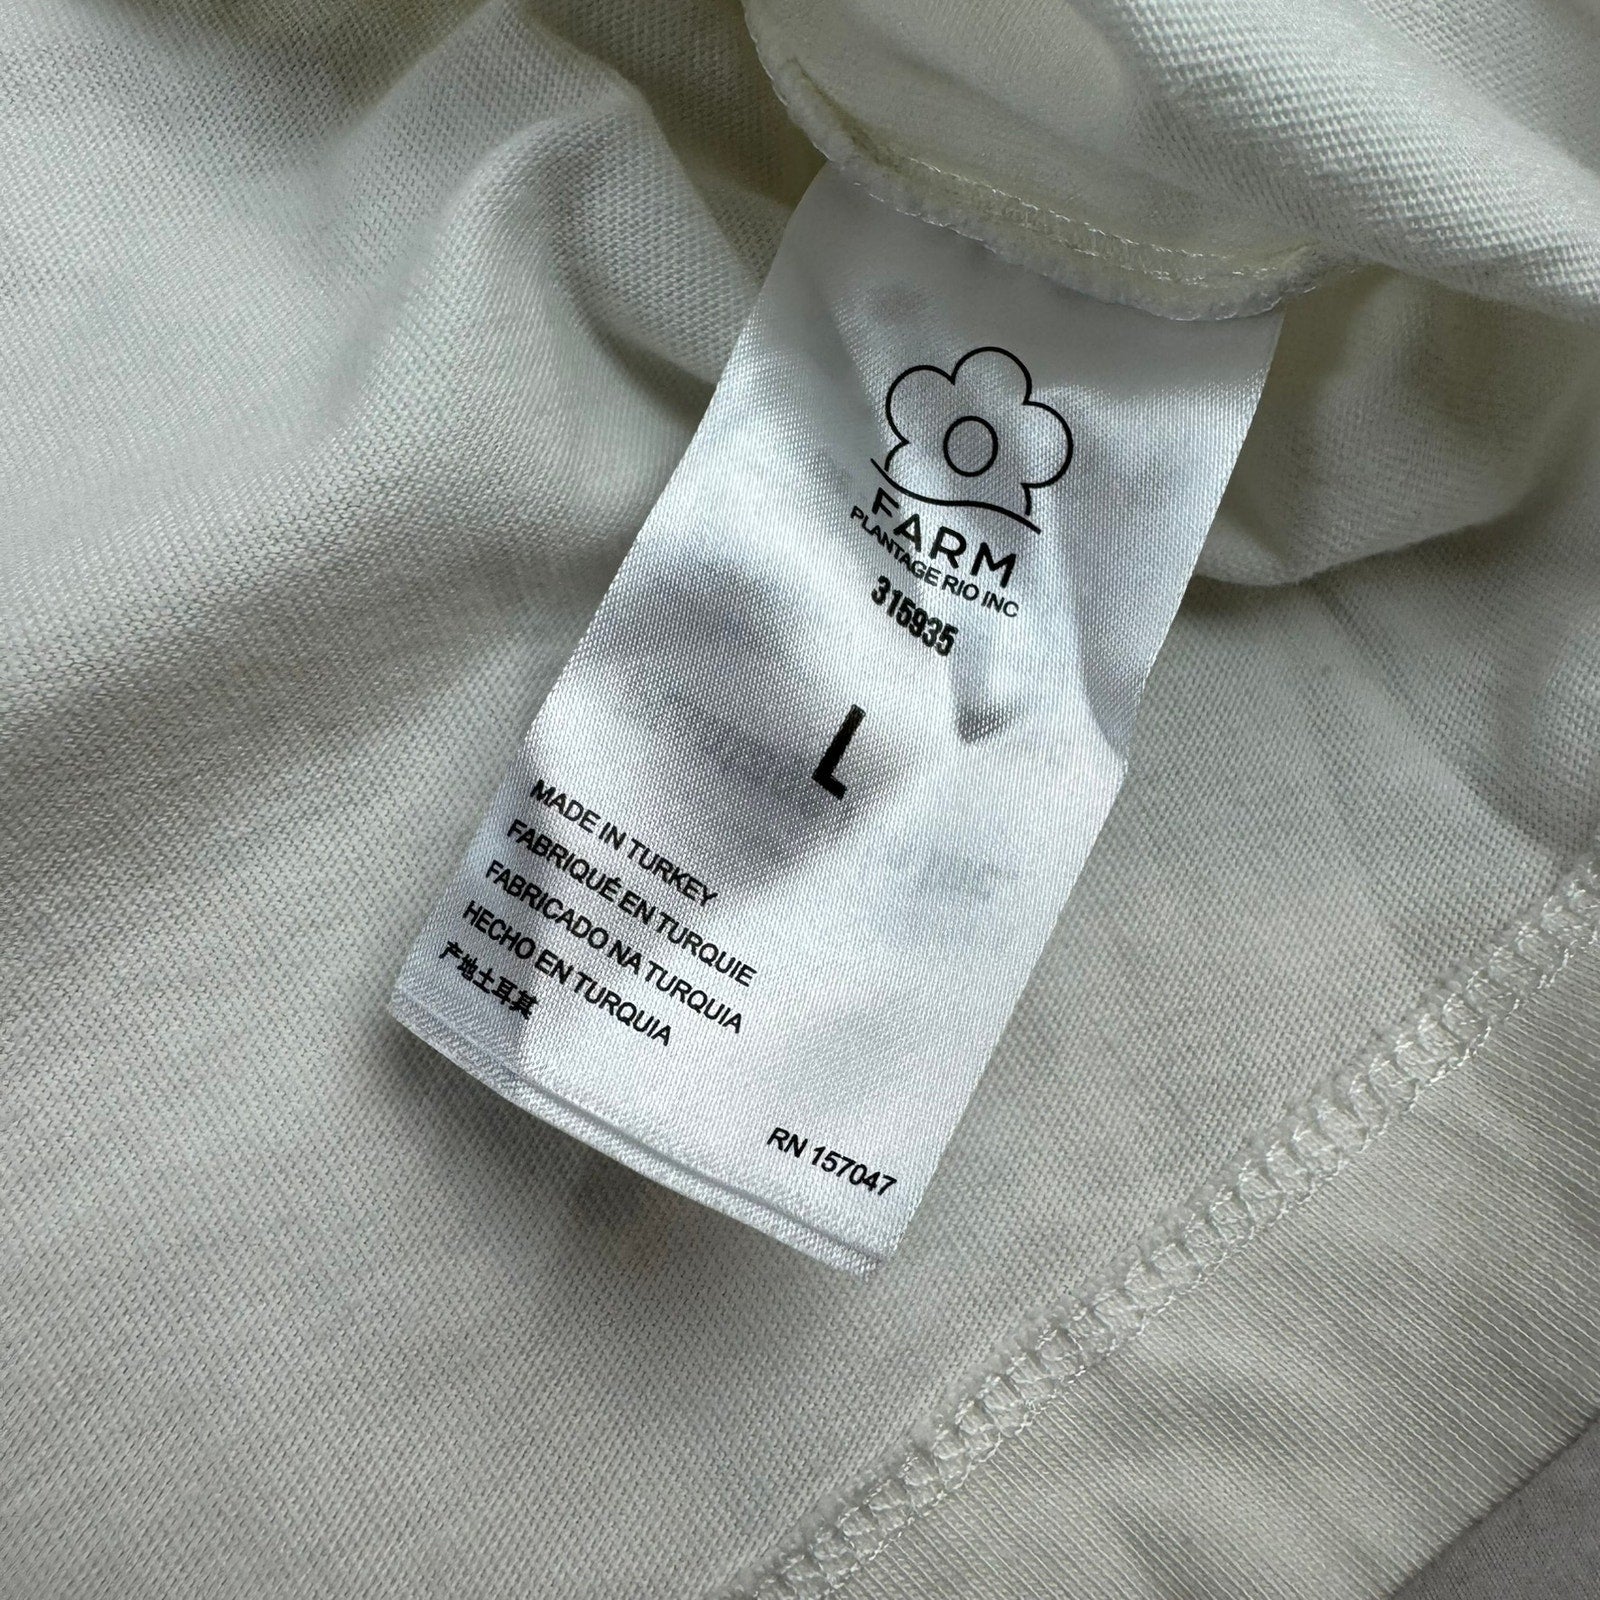 FARM
PLANTAGE RIO INC
315935
L
MADE IN TURKEY
FABRIQUÉ EN TURQUIE
FABRICADO NA TURQUIA
HECHO EN TURQUIA
产地土耳其
RN 157047